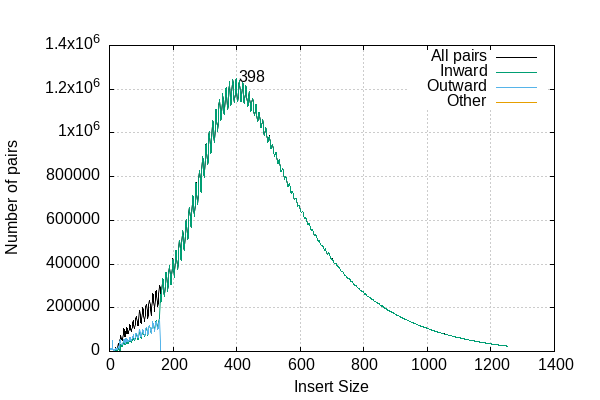 Number of pairs
1.4x10⁶
1.2x10⁶
1x10⁶
800000
600000
400000
200000
0
398
All pairs
Inward
Outward
Other
0 200 400 600 800 1000 1200 1400
Insert Size